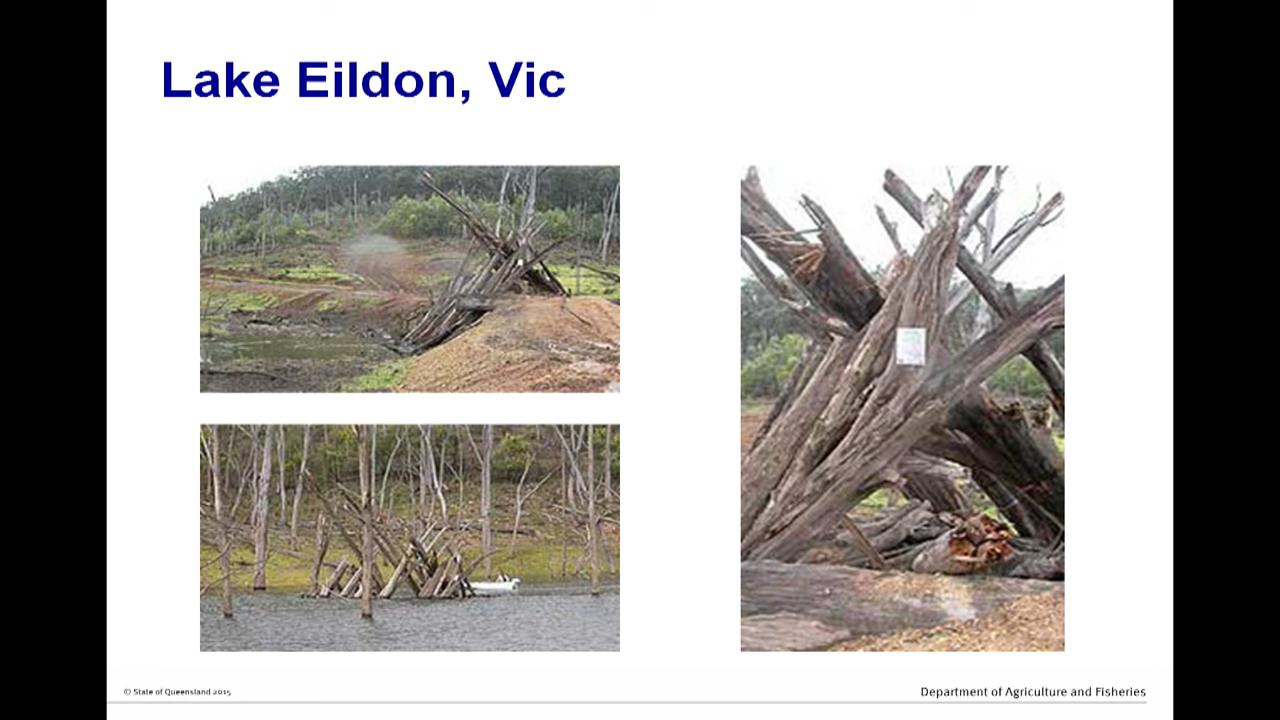 Lake Eildon, Vic
© State of Queensland 2015
Department of Agriculture and Fisheries